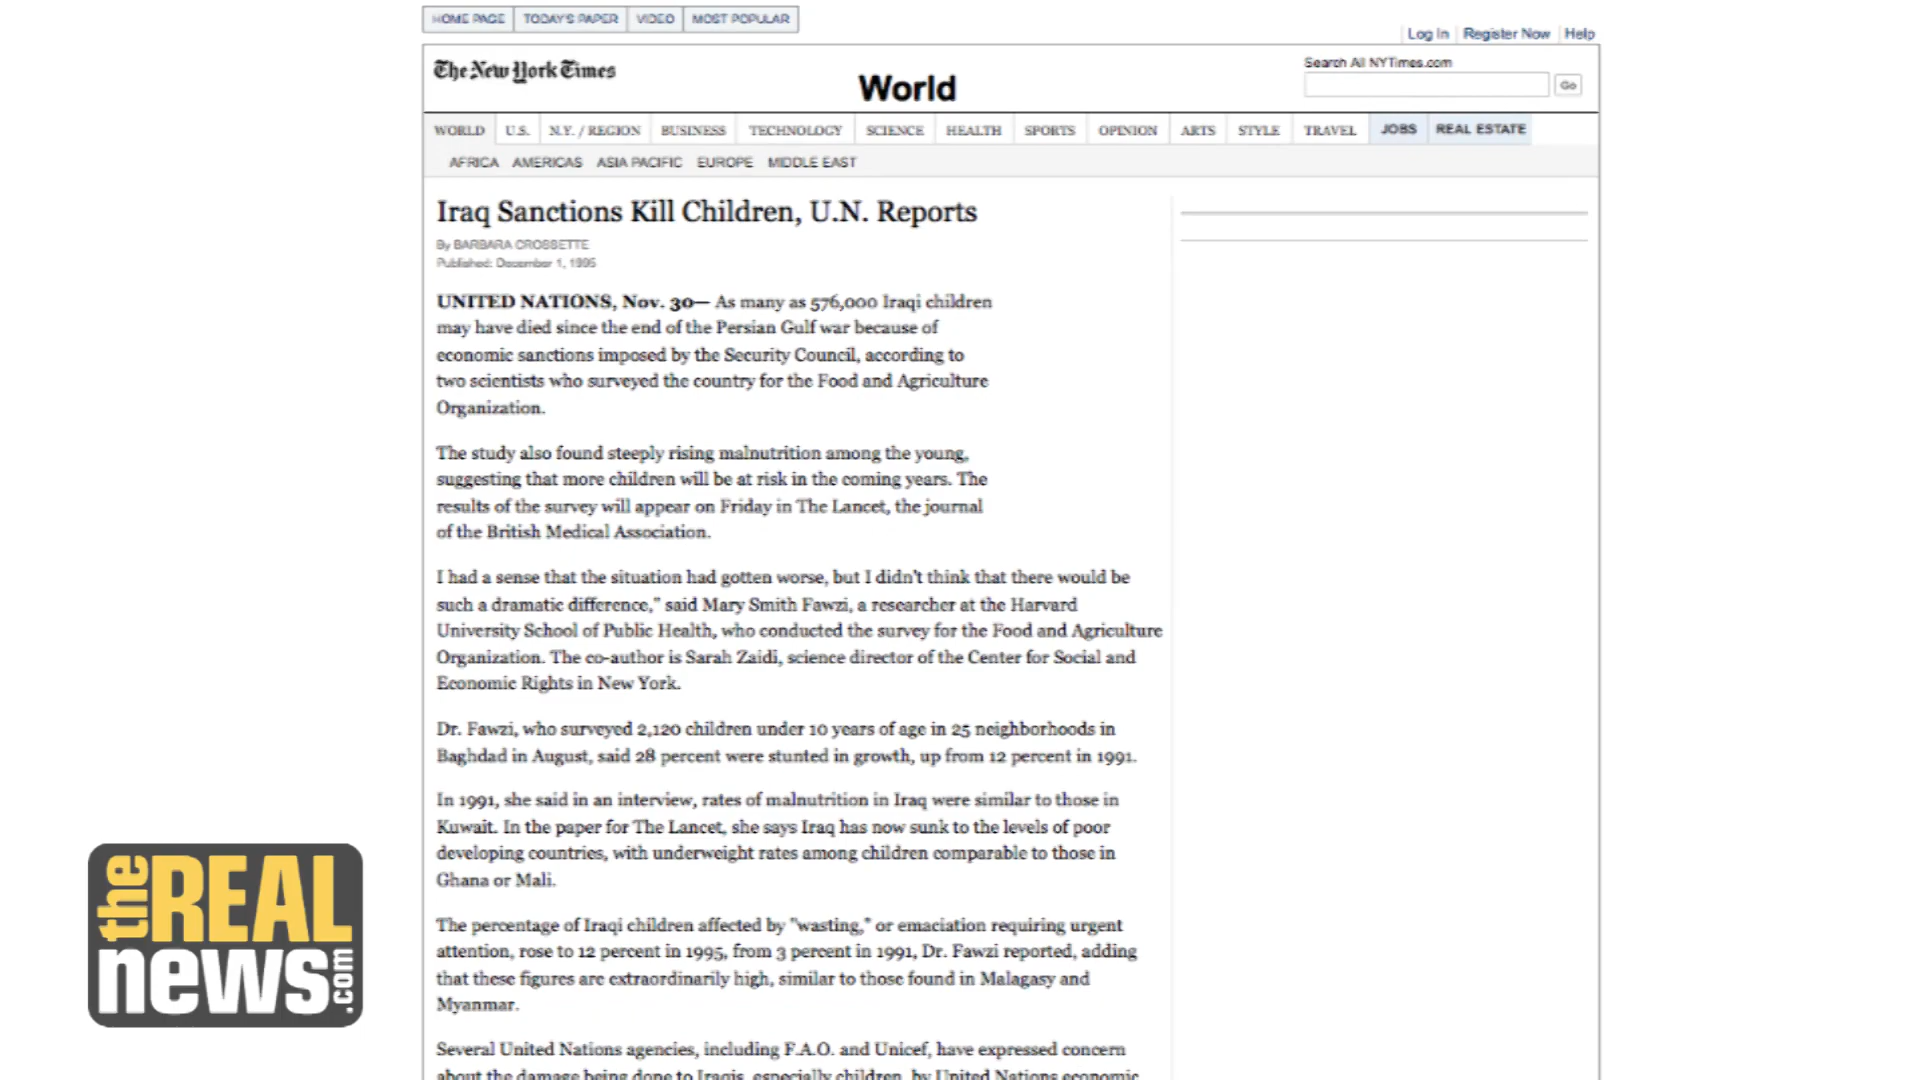 HOME PAGE TODAY'S PAPER VIDEO MOST POPULAR
Log In Register Now Help
The New York Times
World
Search All NYTimes.com
Go
WORLD U.S. N.Y. / REGION BUSINESS TECHNOLOGY SCIENCE HEALTH SPORTS OPINION ARTS STYLE TRAVEL JOBS REAL ESTATE
AFRICA AMERICAS ASIA PACIFIC EUROPE MIDDLE EAST
Iraq Sanctions Kill Children, U.N. Reports
By BARBARA CROSSETTE
Published: December 1, 1995
UNITED NATIONS, Nov. 30— As many as 576,000 Iraqi children
may have died since the end of the Persian Gulf war because of
economic sanctions imposed by the Security Council, according to
two scientists who surveyed the country for the Food and Agriculture
Organization.
The study also found steeply rising malnutrition among the young,
suggesting that more children will be at risk in the coming years. The
results of the survey will appear on Friday in The Lancet, the journal
of the British Medical Association.
I had a sense that the situation had gotten worse, but I didn't think that there would be
such a dramatic difference," said Mary Smith Fawzi, a researcher at the Harvard
University School of Public Health, who conducted the survey for the Food and Agriculture
Organization. The co-author is Sarah Zaidi, science director of the Center for Social and
Economic Rights in New York.
Dr. Fawzi, who surveyed 2,120 children under 10 years of age in 25 neighborhoods in
Baghdad in August, said 28 percent were stunted in growth, up from 12 percent in 1991.
In 1991, she said in an interview, rates of malnutrition in Iraq were similar to those in
Kuwait. In the paper for The Lancet, she says Iraq has now sunk to the levels of poor
developing countries, with underweight rates among children comparable to those in
Ghana or Mali.
The percentage of Iraqi children affected by "wasting," or emaciation requiring urgent
attention, rose to 12 percent in 1995, from 3 percent in 1991, Dr. Fawzi reported, adding
that these figures are extraordinarily high, similar to those found in Malagasy and
Myanmar.
Several United Nations agencies, including F.A.O. and Unicef, have expressed concern
about the damage being done to Iraqis, especially children, by United Nations economic
the REAL
news.com